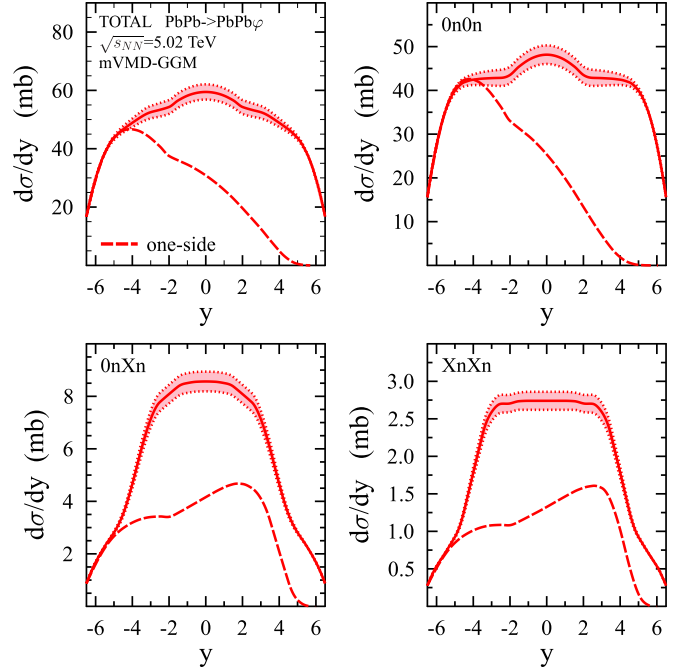 TOTAL PbPb->PbPbφ
√s_NN=5.02 TeV
mVMD-GGM
dσ/dy (mb)
80
60
40
20
one-side
-6 -4 -2 0 2 4 6
y
0n0n
dσ/dy (mb)
50
40
30
20
10
-6 -4 -2 0 2 4 6
y
0nXn
dσ/dy (mb)
8
6
4
2
-6 -4 -2 0 2 4 6
y
XnXn
dσ/dy (mb)
3.0
2.5
2.0
1.5
1.0
0.5
-6 -4 -2 0 2 4 6
y